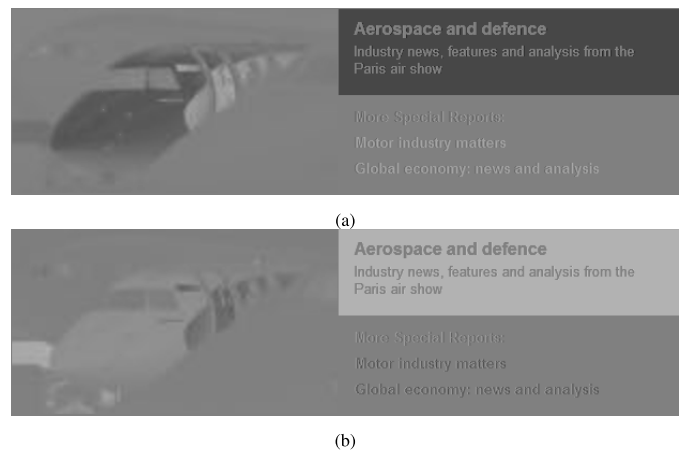 Aerospace and defence
Industry news, features and analysis from the
Paris air show
More Special Reports:
Motor industry matters
Global economy: news and analysis
(a)
Aerospace and defence
Industry news, features and analysis from the
Paris air show
More Special Reports:
Motor industry matters
Global economy: news and analysis
(b)